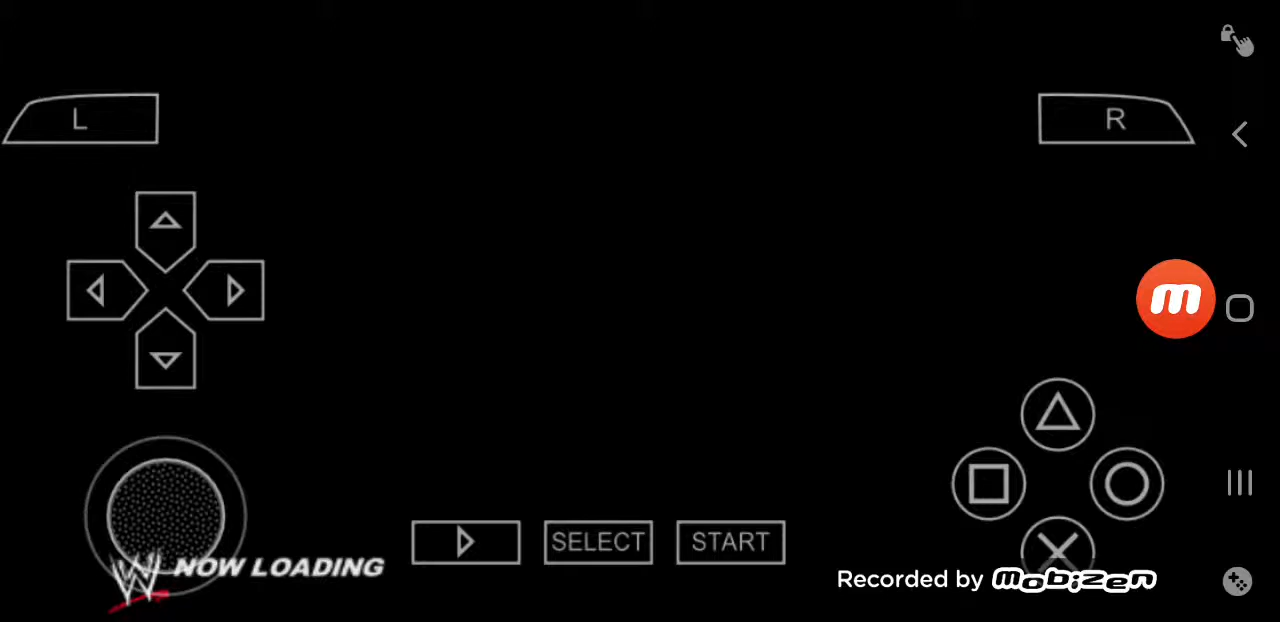 L
R
SELECT
START
W NOW LOADING
Recorded by mobizen
m